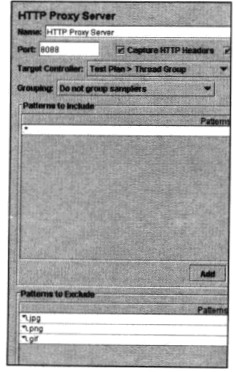 HTTP Proxy Server
Name: HTTP Proxy Server
Port: 8088 Capture HTTP Headers
Target Controller: Test Plan > Thread Group
Grouping: Do not group samplers
Patterns to Include
Patterns
*
Add
Patterns to Exclude
Patterns
*\.jpg
*\.png
*\.gif